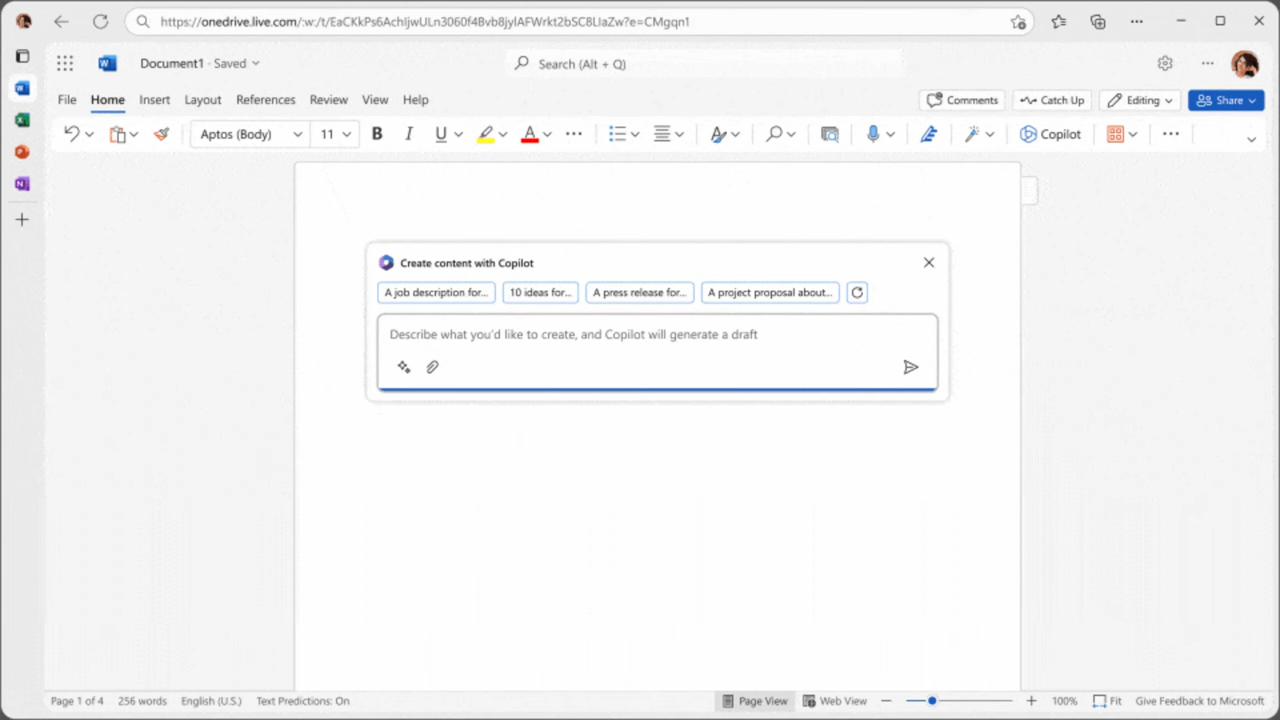 https://onedrive.live.com/:w:/t/EaCKkPs6AchIjwULn3060f4Bvb8jylAFWrkt2bSC8LIaZw?e=CMgqn1
Document1 · Saved
Search (Alt + Q)
File Home Insert Layout References Review View Help
Comments Catch Up Editing Share
Aptos (Body) 11 B I U A Copilot
Create content with Copilot
A job description for... 10 ideas for... A press release for... A project proposal about...
Describe what you'd like to create, and Copilot will generate a draft
Page 1 of 4 256 words English (U.S.) Text Predictions: On Page View Web View 100% Fit Give Feedback to Microsoft